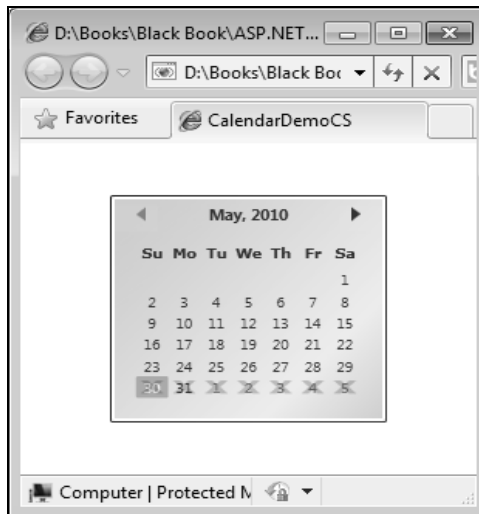 D:\Books\Black Book\ASP.NET...
D:\Books\Black Boc
Favorites
CalendarDemoCS
May, 2010
Su Mo Tu We Th Fr Sa
1
2 3 4 5 6 7 8
9 10 11 12 13 14 15
16 17 18 19 20 21 22
23 24 25 26 27 28 29
30 31 1 2 3 4 5
Computer | Protected M